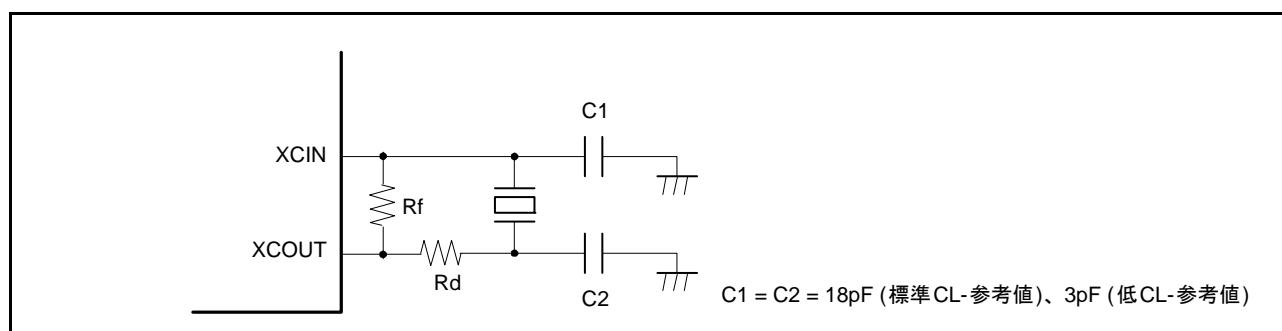 C1
XCIN
Rf
XCOUT
Rd
C2
C1 = C2 = 18pF (標準CL-参考値)、3pF (低CL-参考値)